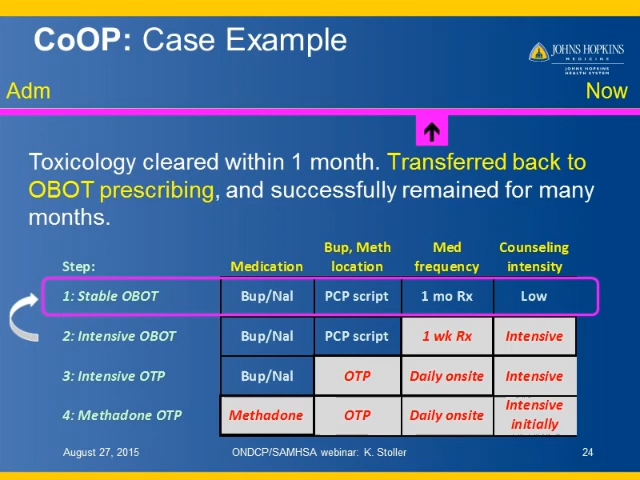 CoOP: Case Example
JOHNS HOPKINS
MEDICINE
JOHNS HOPKINS
HEALTH SYSTEM
Adm
Now
Toxicology cleared within 1 month. Transferred back to
OBOT prescribing, and successfully remained for many
months.
Step: Medication Bup, Meth location Med frequency Counseling intensity
1: Stable OBOT Bup/Nal PCP script 1 mo Rx Low
2: Intensive OBOT Bup/Nal PCP script 1 wk Rx Intensive
3: Intensive OTP Bup/Nal OTP Daily onsite Intensive
4: Methadone OTP Methadone OTP Daily onsite Intensive initially
August 27, 2015 ONDCP/SAMHSA webinar: K. Stoller 24